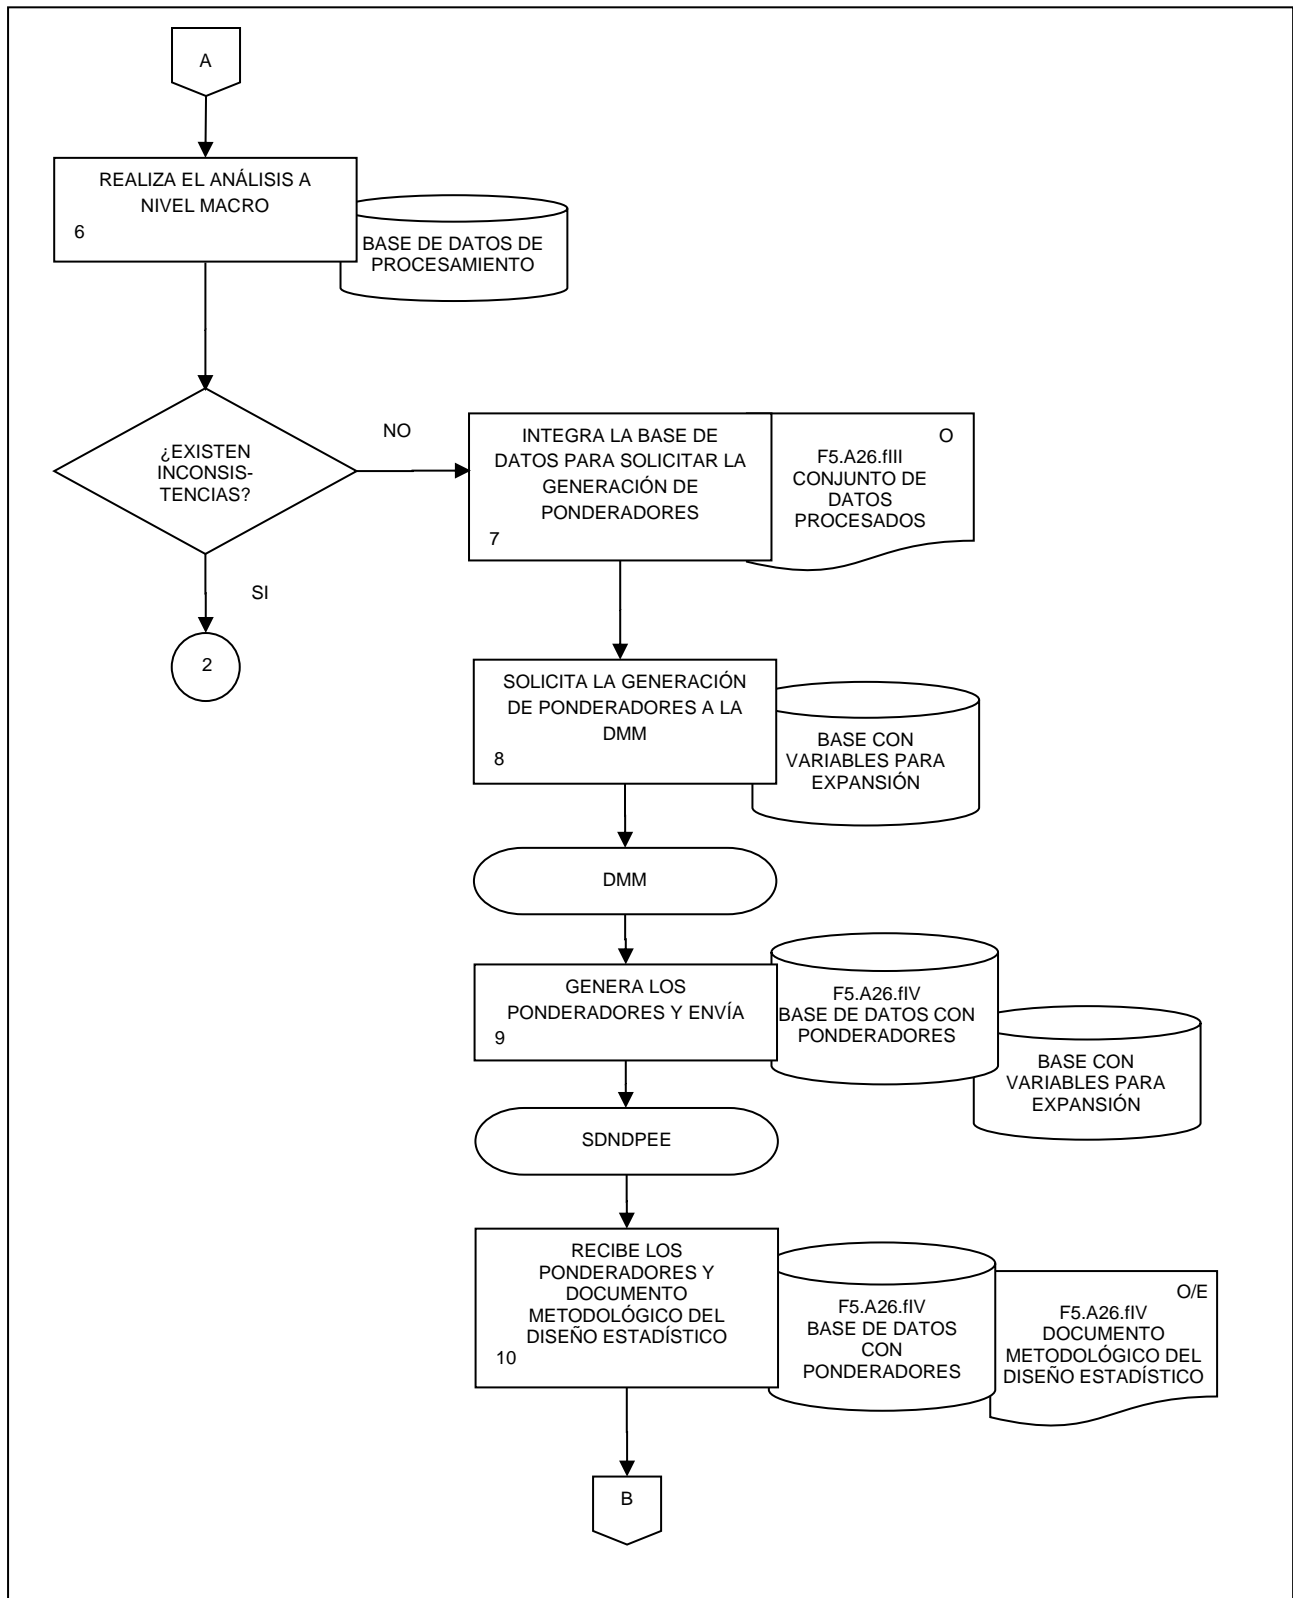 A
REALIZA EL ANÁLISIS A
NIVEL MACRO
6
BASE DE DATOS DE
PROCESAMIENTO
¿EXISTEN
INCONSIS-
TENCIAS?
NO
SI
2
INTEGRA LA BASE DE
DATOS PARA SOLICITAR LA
GENERACIÓN DE
PONDERADORES
7
O
F5.A26.fIII
CONJUNTO DE
DATOS
PROCESADOS
SOLICITA LA GENERACIÓN
DE PONDERADORES A LA
DMM
8
BASE CON
VARIABLES PARA
EXPANSIÓN
DMM
GENERA LOS
PONDERADORES Y ENVÍA
9
F5.A26.fIV
BASE DE DATOS CON
PONDERADORES
BASE CON
VARIABLES PARA
EXPANSIÓN
SDNDPEE
RECIBE LOS
PONDERADORES Y
DOCUMENTO
METODOLÓGICO DEL
DISEÑO ESTADÍSTICO
10
F5.A26.fIV
BASE DE DATOS
CON
PONDERADORES
O/E
F5.A26.fIV
DOCUMENTO
METODOLÓGICO DEL
DISEÑO ESTADÍSTICO
B